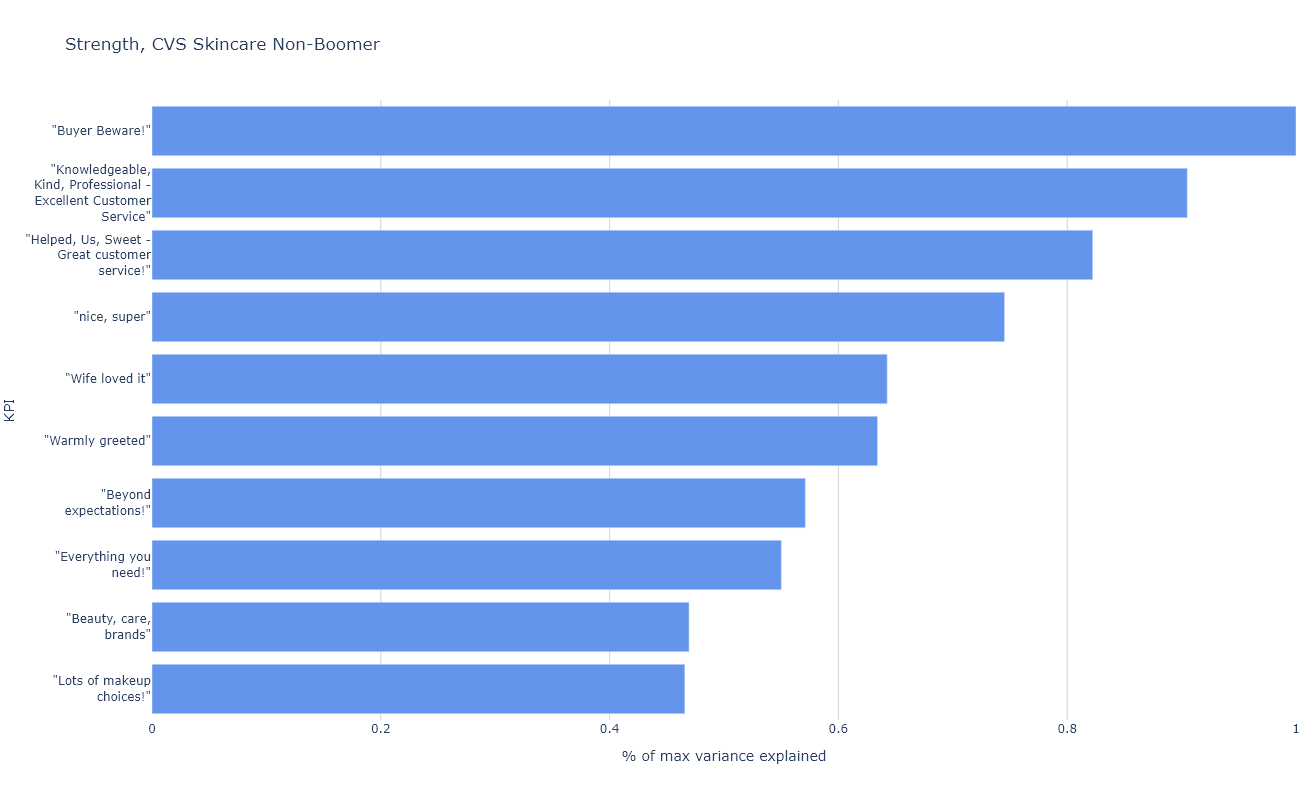 Strength, CVS Skincare Non-Boomer
"Buyer Beware!"
"Knowledgeable,
Kind, Professional -
Excellent Customer
Service"
"Helped, Us, Sweet -
Great customer
service!"
"nice, super"
"Wife loved it"
"Warmly greeted"
"Beyond
expectations!"
"Everything you
need!"
"Beauty, care,
brands"
"Lots of makeup
choices!"
KPI
0 0.2 0.4 0.6 0.8 1
% of max variance explained